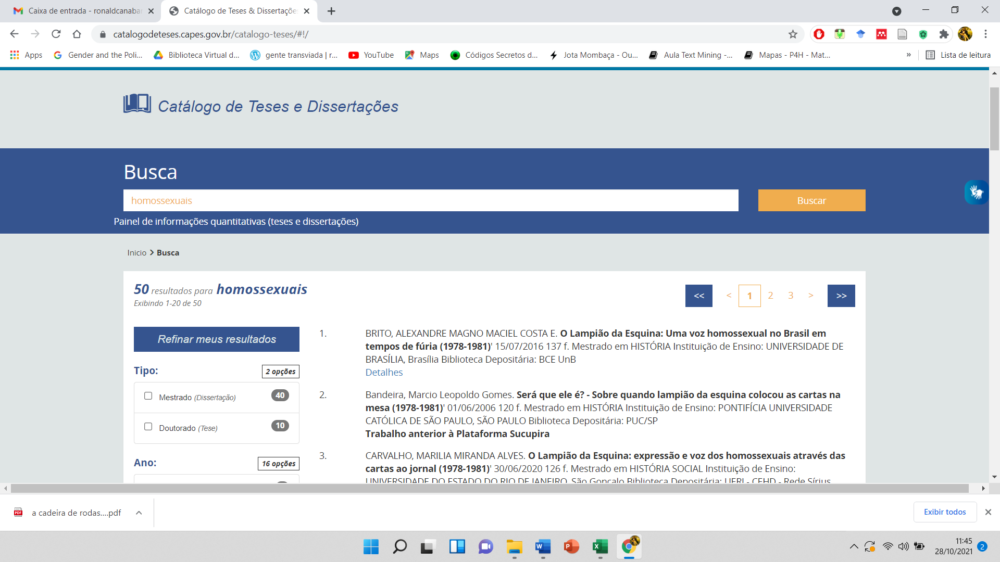 Caixa de entrada - ronaldcanabar
Catálogo de Teses & Dissertaçõe
catalogodeteses.capes.gov.br/catalogo-teses/#!/
Apps
Gender and the Poli...
Biblioteca Virtual d...
gente transviada | r...
YouTube
Maps
Códigos Secretos d...
Jota Mombaça - Ou...
Aula Text Mining -...
Mapas - P4H - Mat...
»
Lista de leitura
Catálogo de Teses e Dissertações
Busca
homossexuais
Buscar
Painel de informações quantitativas (teses e dissertações)
Inicio > Busca
50 resultados para homossexuais
Exibindo 1-20 de 50
<< < 1 2 3 > >>
Refinar meus resultados
Tipo:
2 opções
Mestrado (Dissertação)
40
Doutorado (Tese)
10
Ano:
16 opções
1.
BRITO, ALEXANDRE MAGNO MACIEL COSTA E. O Lampião da Esquina: Uma voz homossexual no Brasil em
tempos de fúria (1978-1981)' 15/07/2016 137 f. Mestrado em HISTÓRIA Instituição de Ensino: UNIVERSIDADE DE
BRASÍLIA, Brasília Biblioteca Depositária: BCE UnB
Detalhes
2.
Bandeira, Marcio Leopoldo Gomes. Será que ele é? - Sobre quando lampião da esquina colocou as cartas na
mesa (1978-1981)' 01/06/2006 120 f. Mestrado em HISTÓRIA Instituição de Ensino: PONTIFÍCIA UNIVERSIDADE
CATÓLICA DE SÃO PAULO, SÃO PAULO Biblioteca Depositária: PUC/SP
Trabalho anterior à Plataforma Sucupira
3.
CARVALHO, MARILIA MIRANDA ALVES. O Lampião da Esquina: expressão e voz dos homossexuais através das
cartas ao jornal (1978-1981)' 30/06/2020 126 f. Mestrado em HISTÓRIA SOCIAL Instituição de Ensino:
UNIVERSIDADE DO ESTADO DO RIO DE JANEIRO, São Gonçalo Biblioteca Depositária: UERJ - CEHD - Rede Sírius
a cadeira de rodas....pdf
Exibir todos
11:45
28/10/2021
2